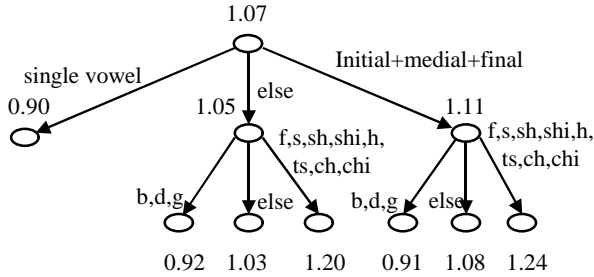 1.07
single vowel
Initial+medial+final
else
0.90
1.05
1.11
f,s,sh,shi,h,
ts,ch,chi
f,s,sh,shi,h,
ts,ch,chi
b,d,g
else
b,d,g
else
0.92 1.03 1.20 0.91 1.08 1.24